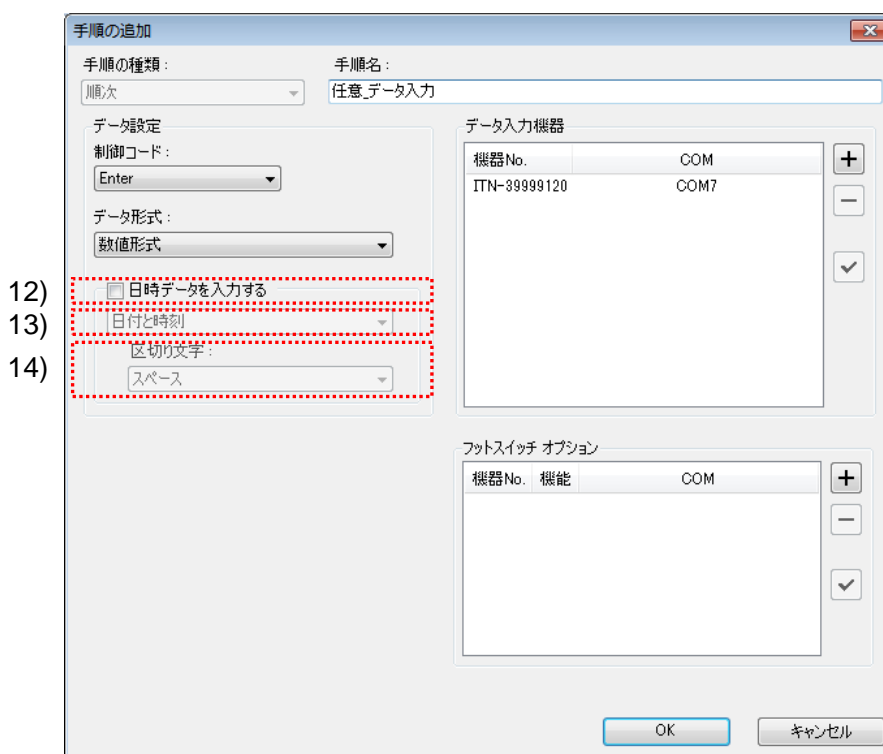 手順の追加
手順の種類：
順次
手順名：
任意_データ入力
データ設定
制御コード：
Enter
データ形式：
数値形式
12)
日時データを入力する
13)
日付と時刻
14)
区切り文字：
スペース
データ入力機器
機器No. COM
ITN-39999120 COM7
フットスイッチ オプション
機器No. 機能 COM
OK キャンセル